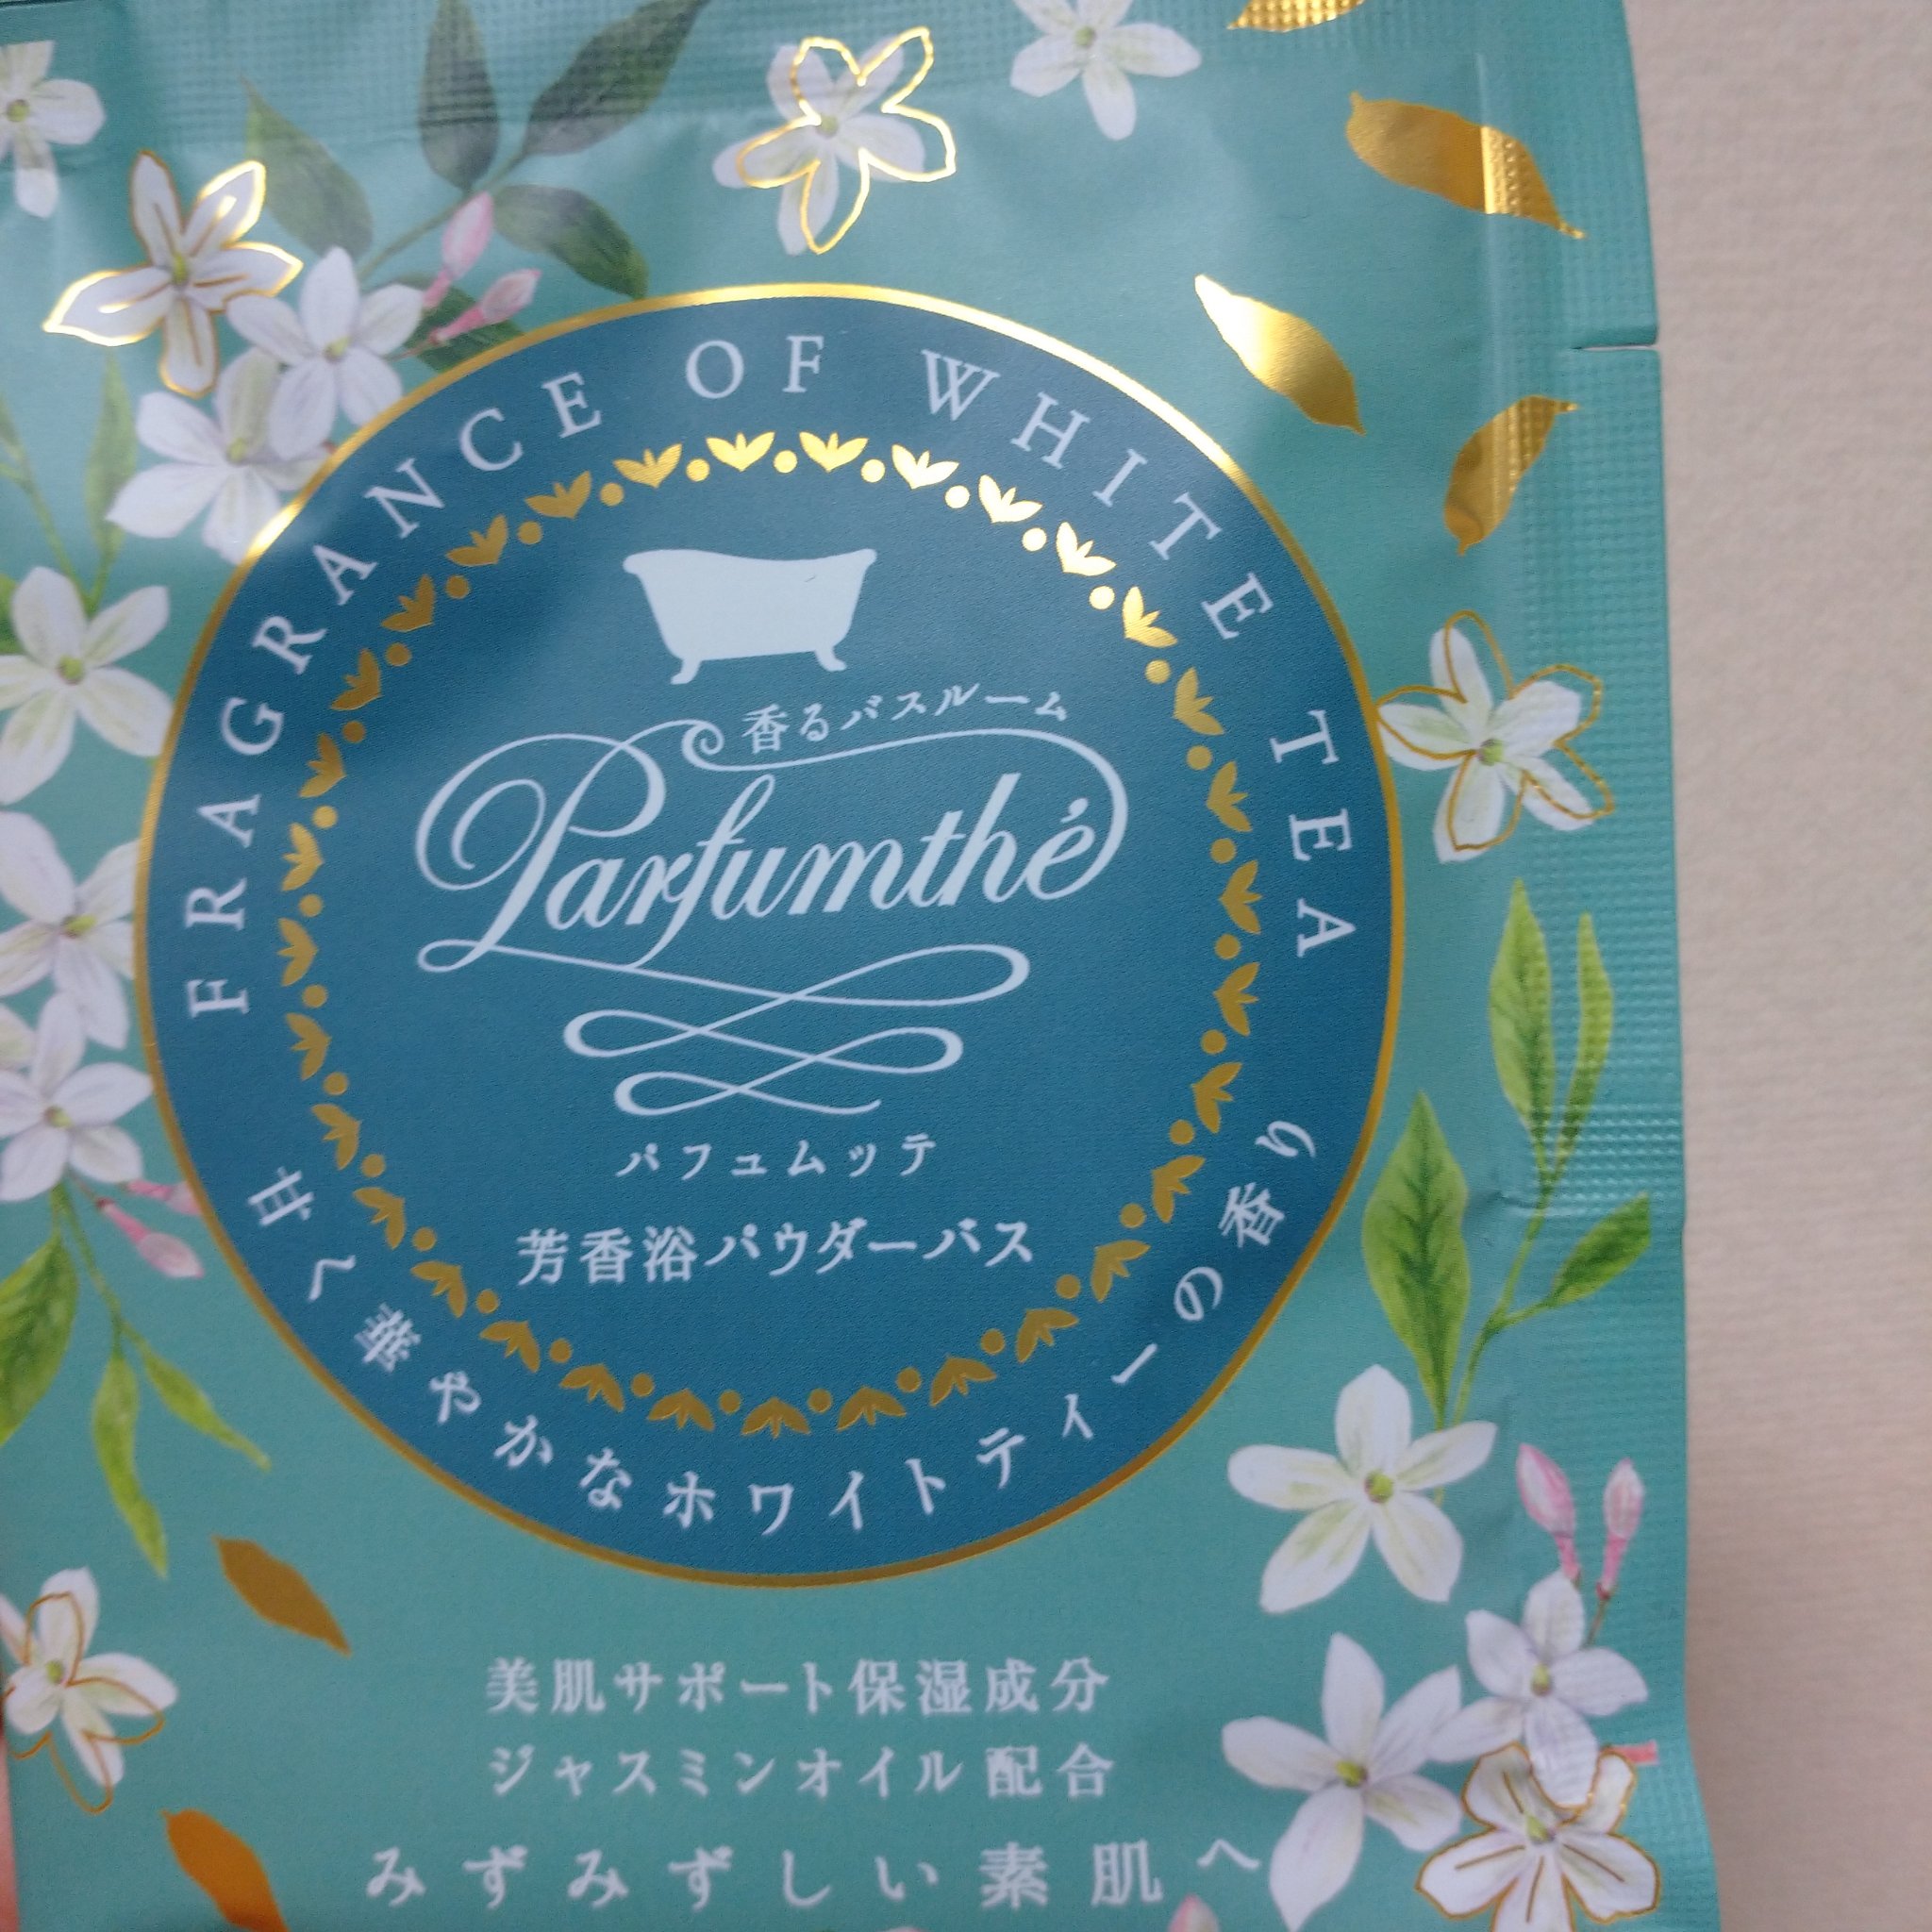 FRAGRANCE OF WHITE TEA
香るバスルーム
Parfumthé
パフュムッテ
芳香浴パウダーバス
甘く華やかなホワイトティーの香り
美肌サポート保湿成分
ジャスミンオイル配合
みずみずしい素肌へ